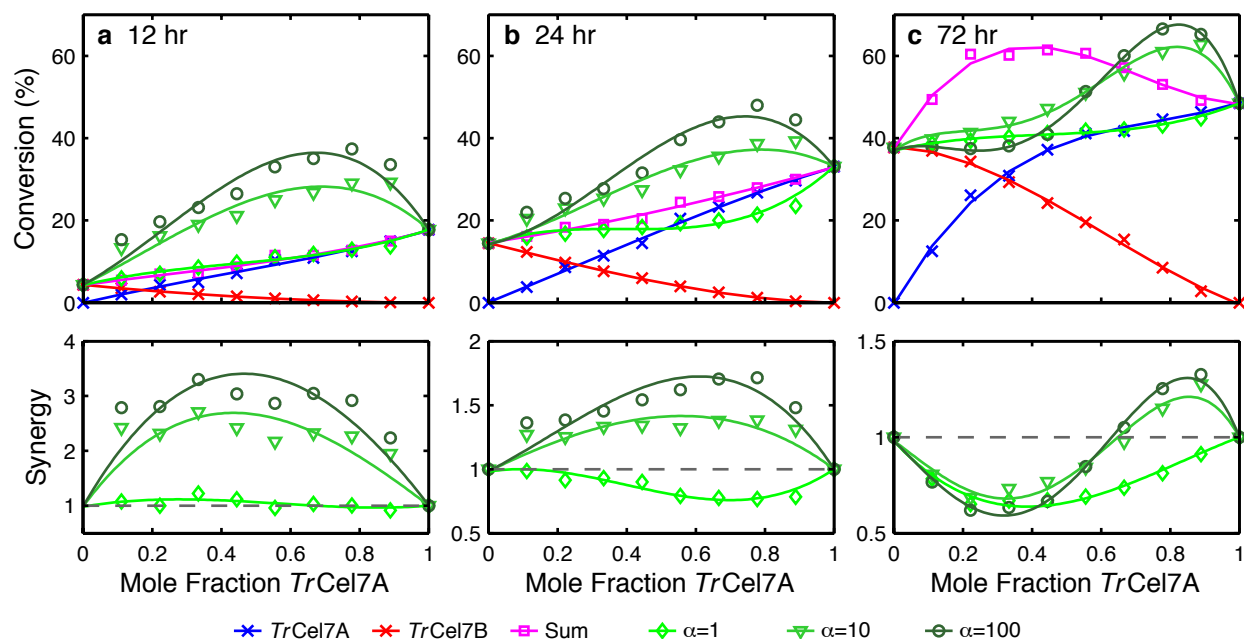 a 12 hr
b 24 hr
c 72 hr
Conversion (%)
60
40
20
0
60
40
20
0
60
40
20
0
Synergy
4
3
2
1
2
1.5
1
0.5
1.5
1
0.5
0 0.2 0.4 0.6 0.8 1
0 0.2 0.4 0.6 0.8 1
0 0.2 0.4 0.6 0.8 1
Mole Fraction TrCel7A
Mole Fraction TrCel7A
Mole Fraction TrCel7A
TrCel7A TrCel7B Sum α=1 α=10 α=100